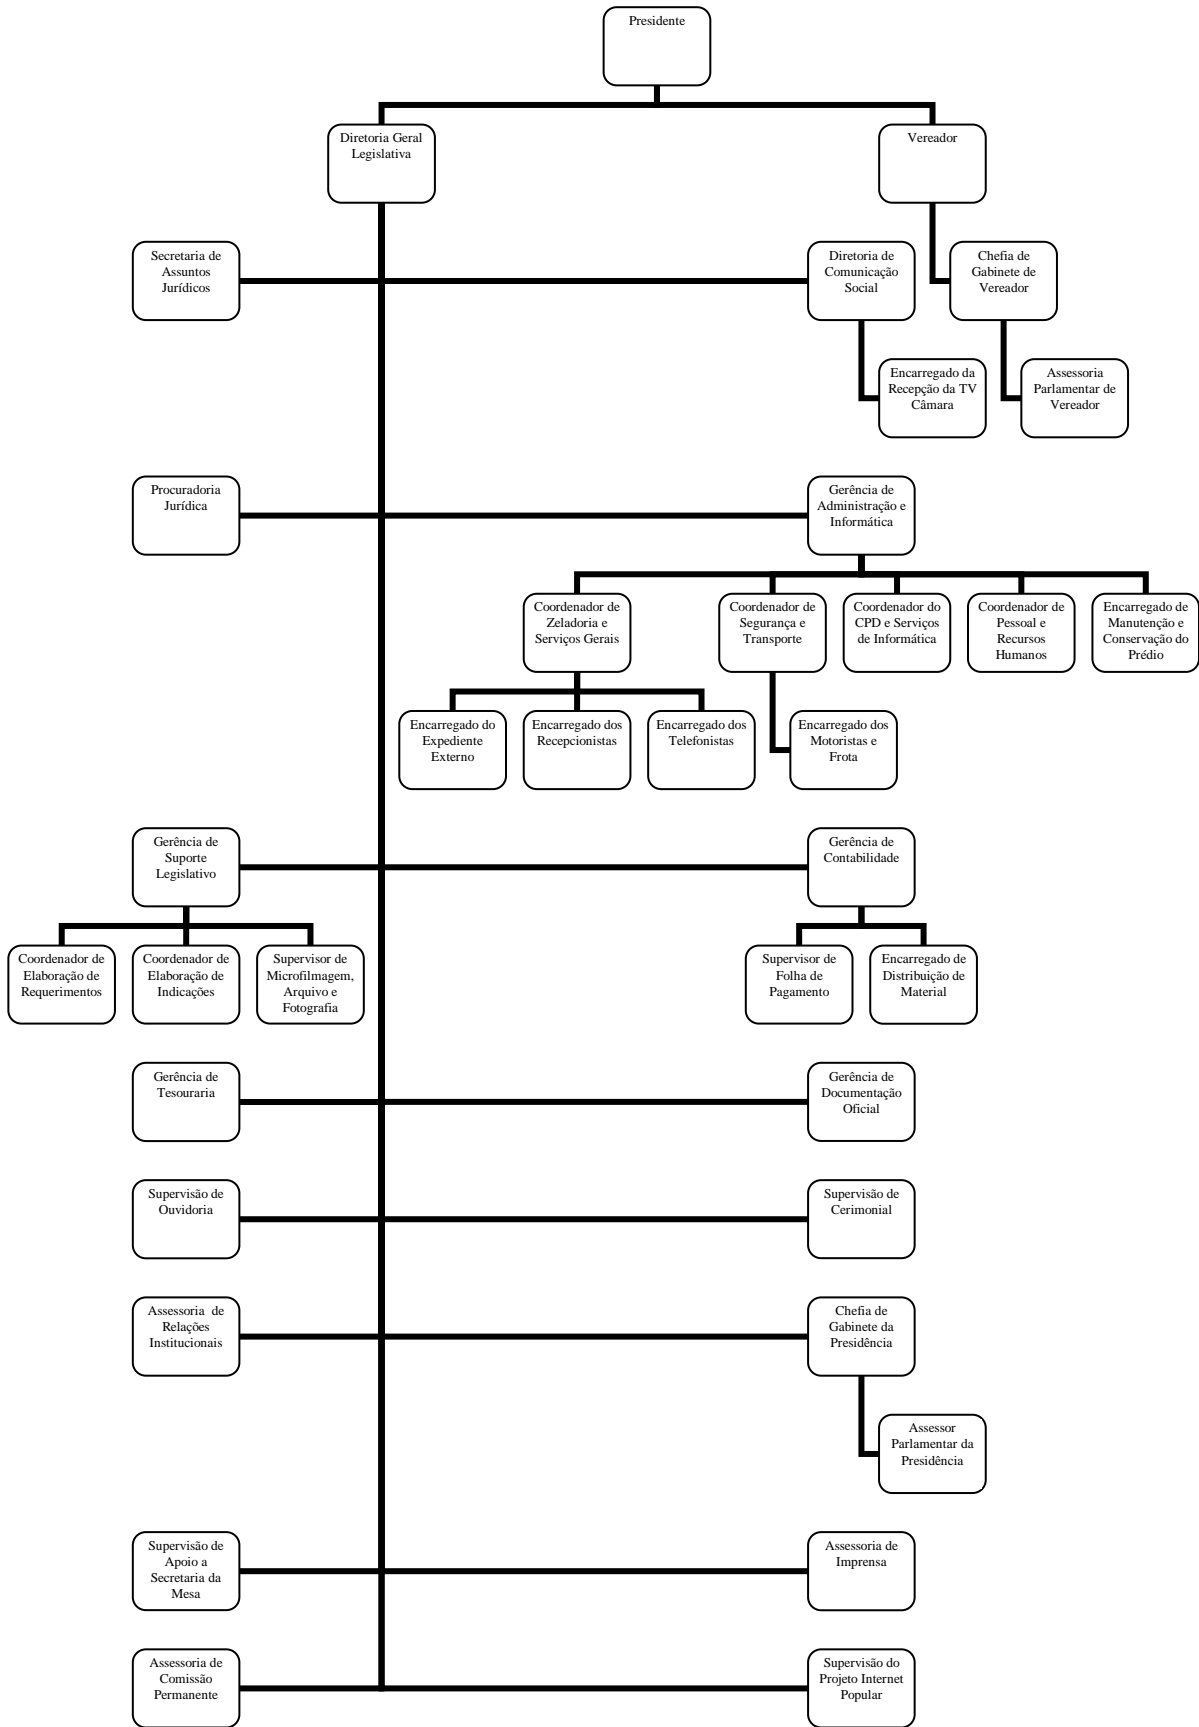 Presidente
Diretoria Geral
Legislativa
Vereador
Secretaria de
Assuntos
Jurídicos
Diretoria de
Comunicação
Social
Chefia de
Gabinete de
Vereador
Encarregado da
Recepção da TV
Câmara
Assessoria
Parlamentar de
Vereador
Procuradoria
Jurídica
Gerência de
Administração e
Informática
Coordenador de
Zeladoria e
Serviços Gerais
Coordenador de
Segurança e
Transporte
Coordenador do
CPD e Serviços
de Informática
Coordenador de
Pessoal e
Recursos
Humanos
Encarregado de
Manutenção e
Conservação do
Prédio
Encarregado do
Expediente
Externo
Encarregado dos
Recepcionistas
Encarregado dos
Telefonistas
Encarregado dos
Motoristas e
Frota
Gerência de
Suporte
Legislativo
Gerência de
Contabilidade
Coordenador de
Elaboração de
Requerimentos
Coordenador de
Elaboração de
Indicações
Supervisor de
Microfilmagem,
Arquivo e
Fotografia
Supervisor de
Folha de
Pagamento
Encarregado de
Distribuição de
Material
Gerência de
Tesouraria
Gerência de
Documentação
Oficial
Supervisão de
Ouvidoria
Supervisão de
Cerimonial
Assessoria de
Relações
Institucionais
Chefia de
Gabinete da
Presidência
Assessor
Parlamentar da
Presidência
Supervisão de
Apoio a
Secretaria da
Mesa
Assessoria de
Imprensa
Assessoria de
Comissão
Permanente
Supervisão do
Projeto Internet
Popular